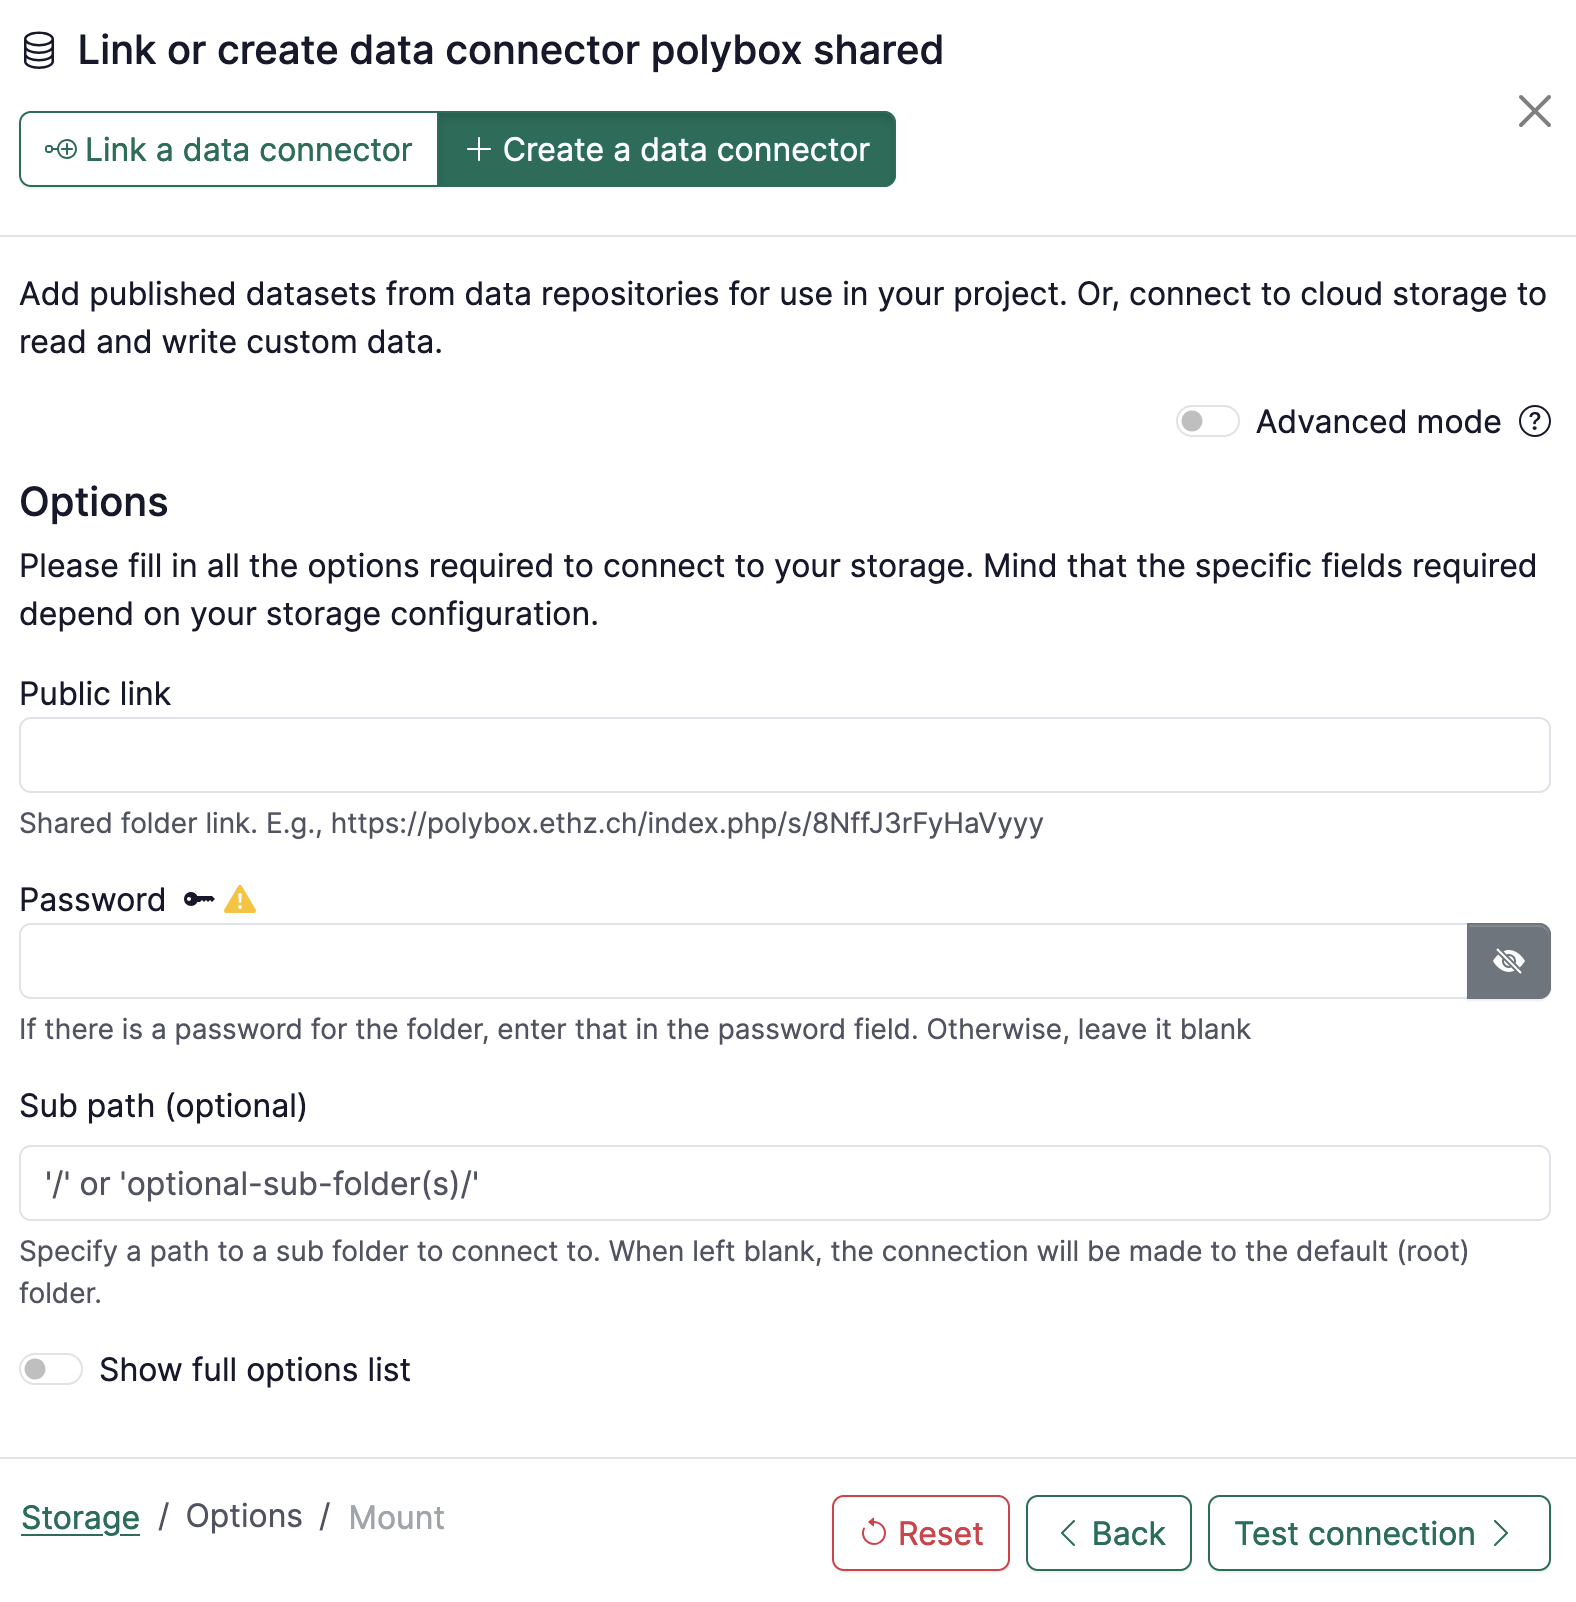 Link or create data connector polybox shared
Link a data connector
Create a data connector
Add published datasets from data repositories for use in your project. Or, connect to cloud storage to
read and write custom data.
Advanced mode
Options
Please fill in all the options required to connect to your storage. Mind that the specific fields required
depend on your storage configuration.
Public link
Shared folder link. E.g., https://polybox.ethz.ch/index.php/s/8NffJ3rFyHaVyyy
Password
If there is a password for the folder, enter that in the password field. Otherwise, leave it blank
Sub path (optional)
'/' or 'optional-sub-folder(s)/'
Specify a path to a sub folder to connect to. When left blank, the connection will be made to the default (root)
folder.
Show full options list
Storage / Options / Mount
Reset
Back
Test connection